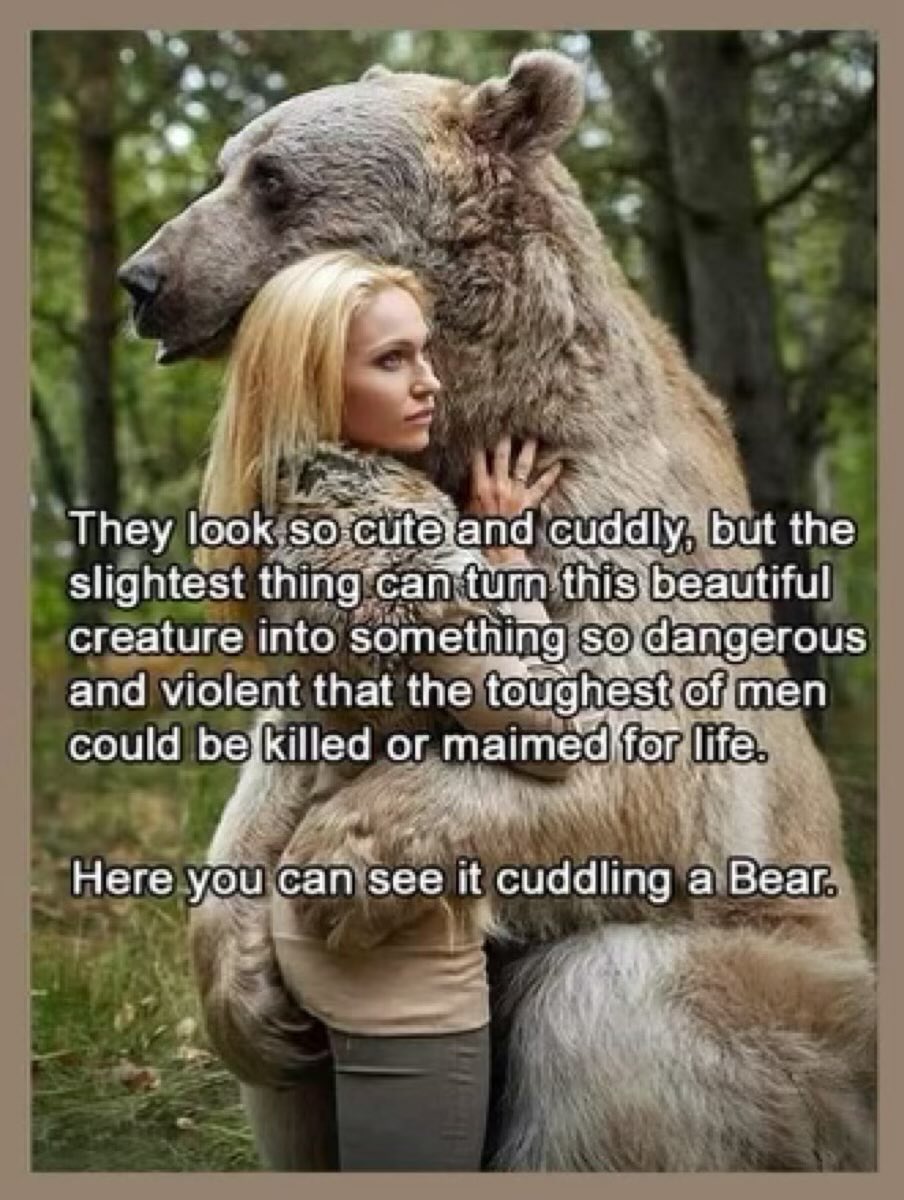 They look so cute and cuddly, but the
slightest thing can turn this beautiful
creature into something so dangerous
and violent that the toughest of men
could be killed or maimed for life.
Here you can see it cuddling a Bear.